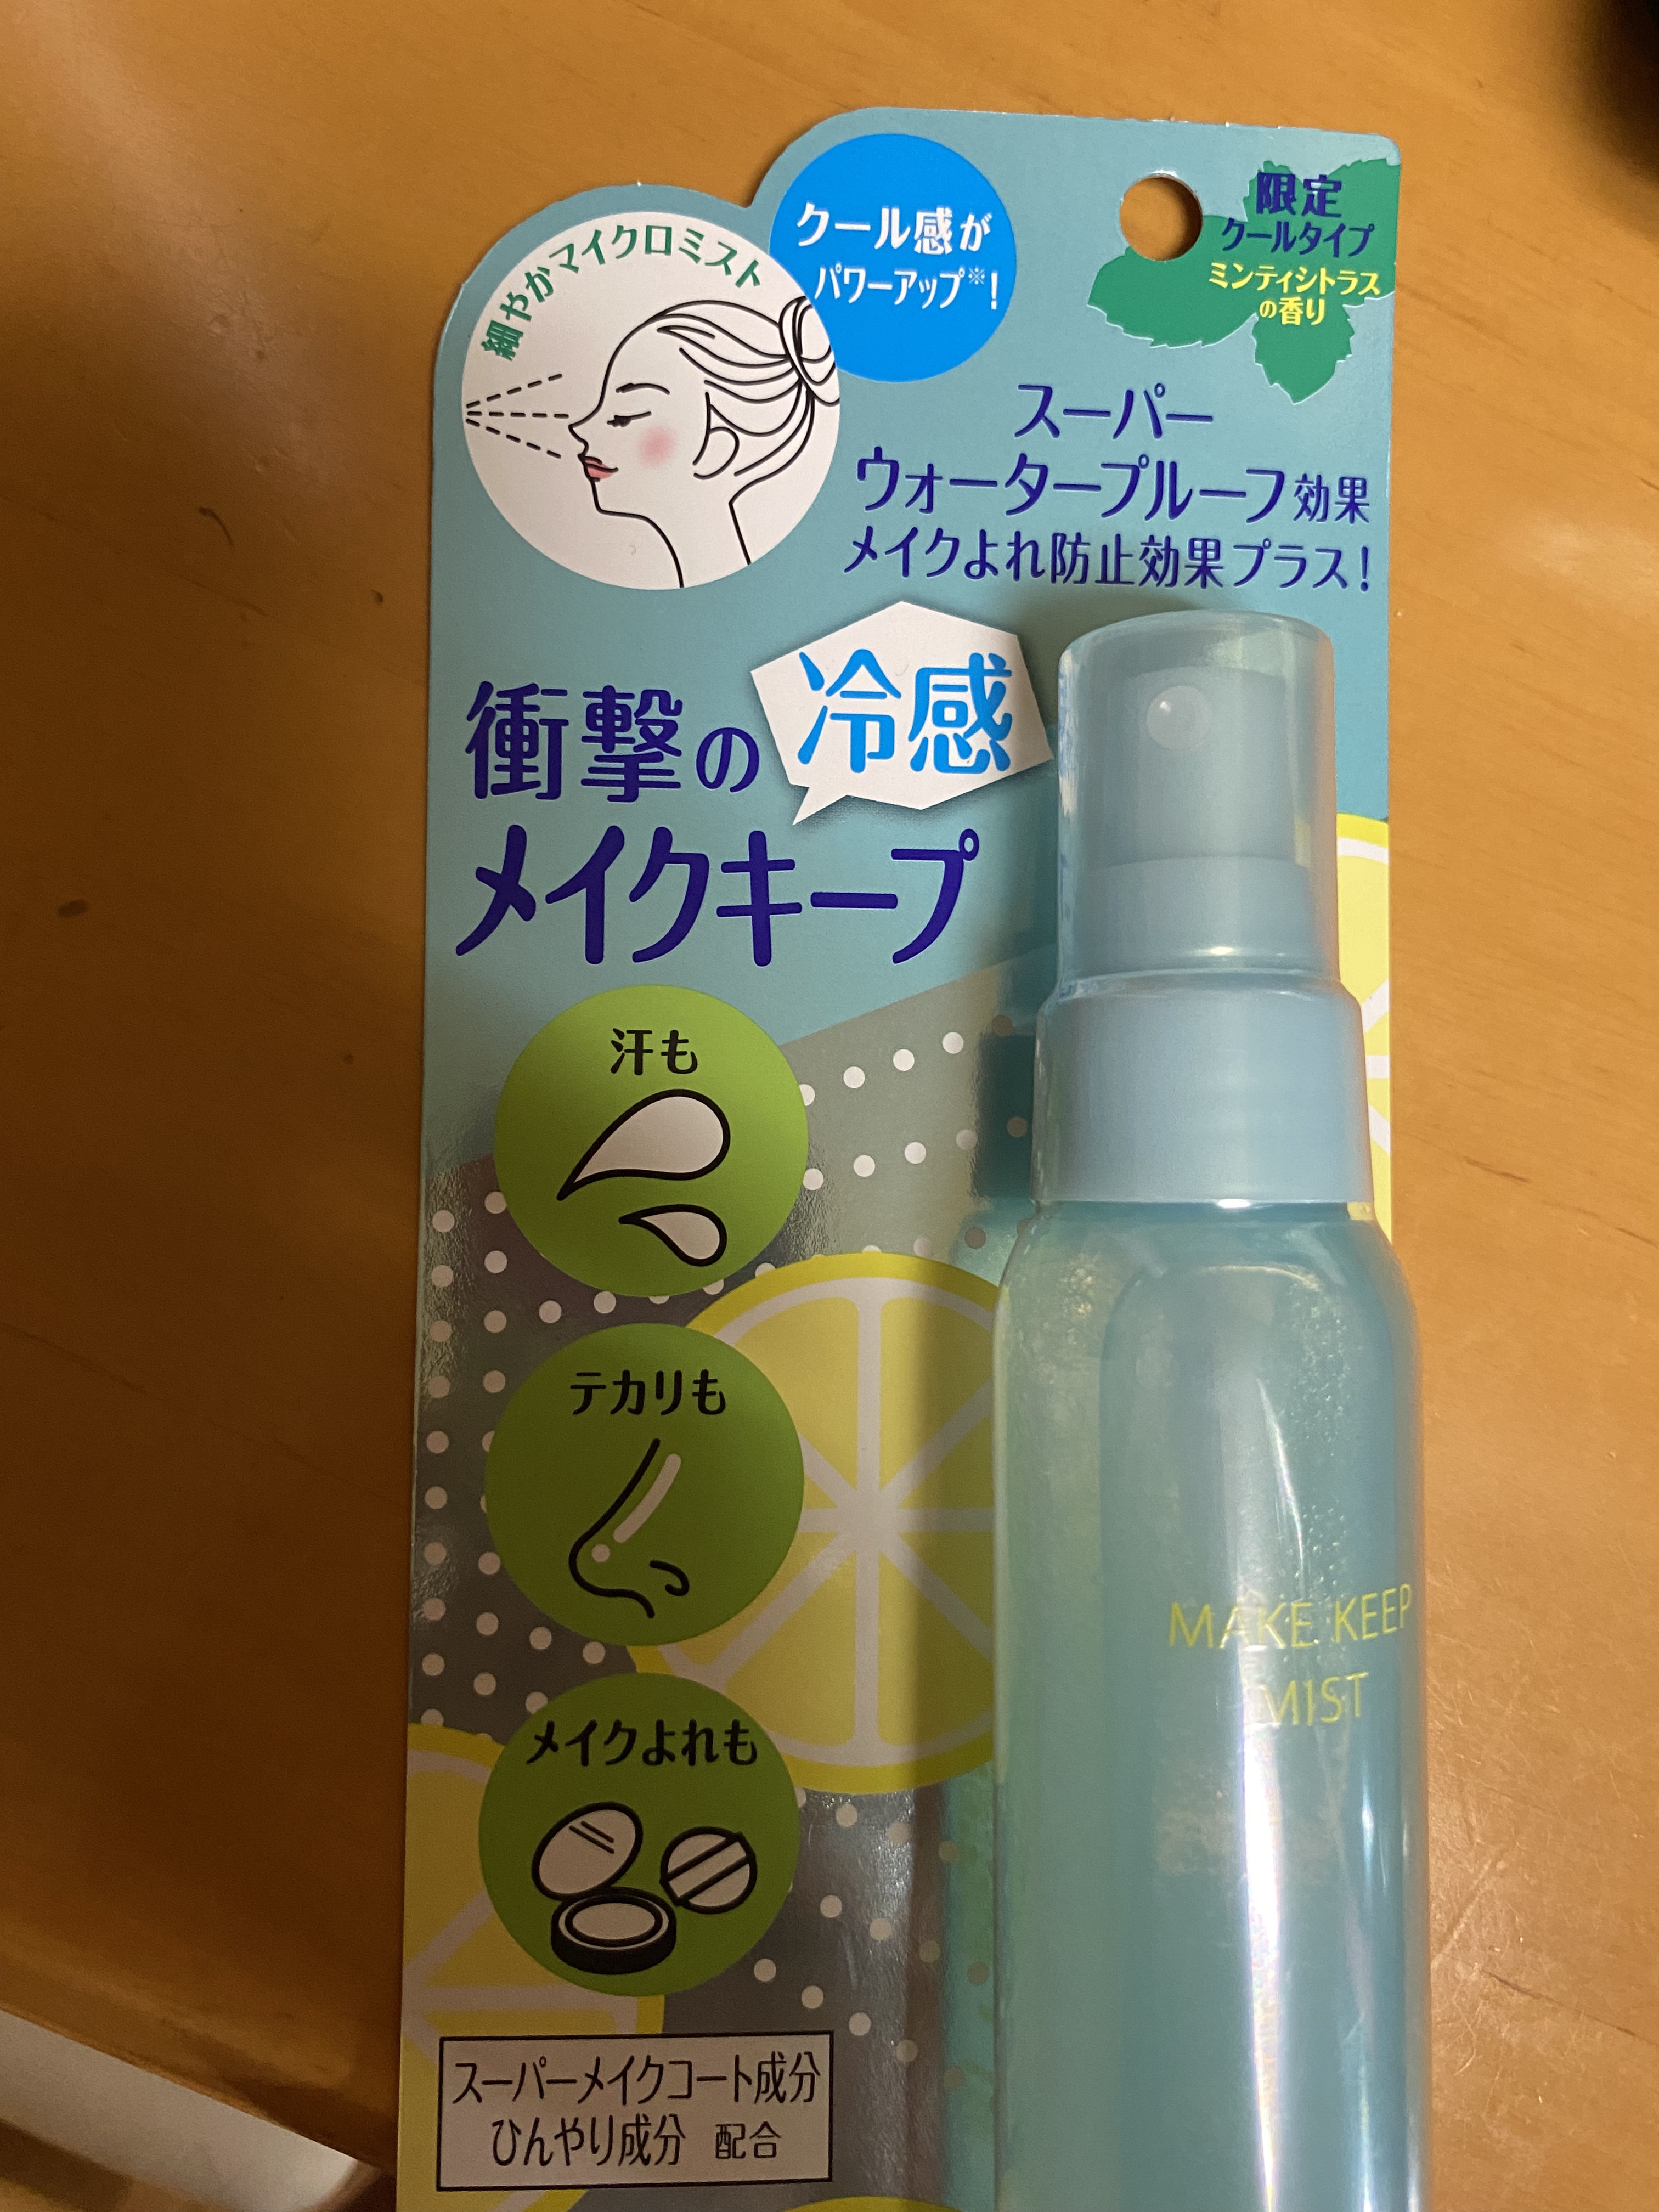 細やかマイクロミスト
クール感が
パワーアップ※!
限定
クールタイプ
ミンティシトラス
の香り
スーパー
ウォータープルーフ効果
メイクよれ防止効果プラス!
衝撃の冷感
メイクキープ
汗も
テカリも
メイクよれも
MAKE KEEP
MIST
スーパーメイクコート成分
ひんやり成分 配合